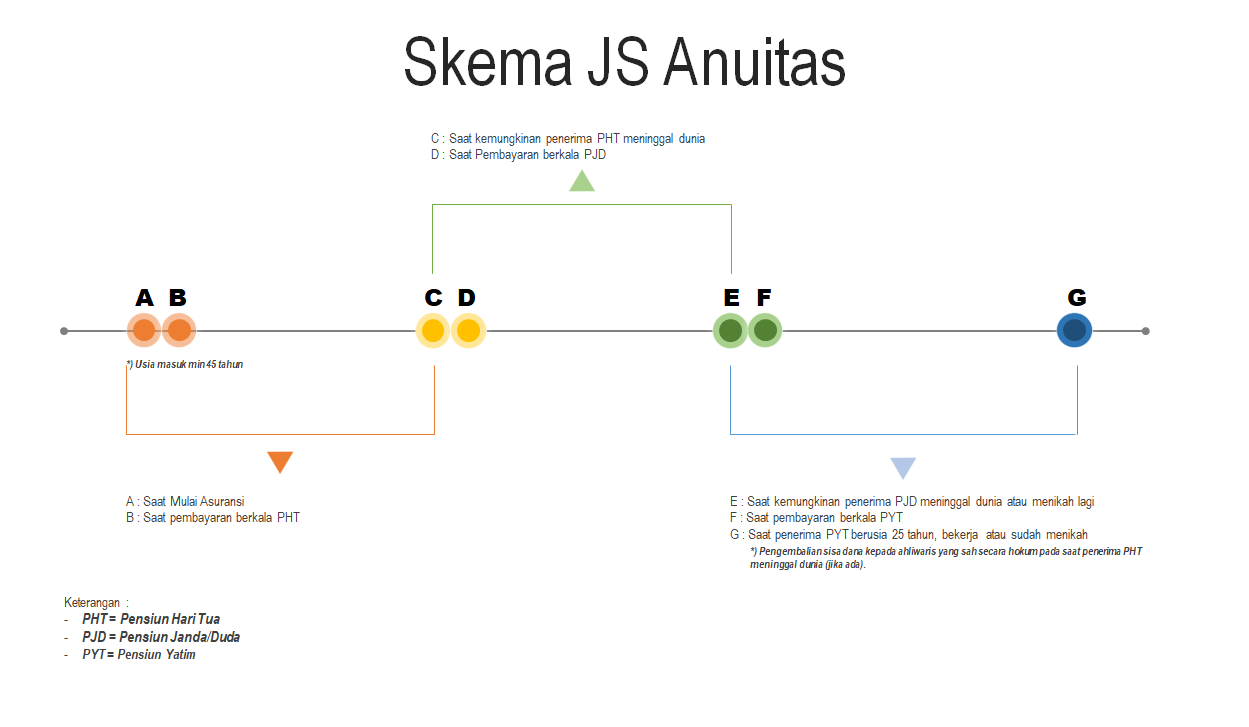 Skema JS Anuitas
C : Saat kemungkinan penerima PHT meninggal dunia
D : Saat Pembayaran berkala PJD
A B C D E F G
*) Usia masuk min 45 tahun
A : Saat Mulai Asuransi
B : Saat pembayaran berkala PHT
E : Saat kemungkinan penerima PJD meninggal dunia atau menikah lagi
F : Saat pembayaran berkala PYT
G : Saat penerima PYT berusia 25 tahun, bekerja atau sudah menikah
*) Pengembalian sisa dana kepada ahliwaris yang sah secara hokum pada saat penerima PHT
meninggal dunia (jika ada).
Keterangan :
- PHT = Pensiun Hari Tua
- PJD = Pensiun Janda/Duda
- PYT = Pensiun Yatim